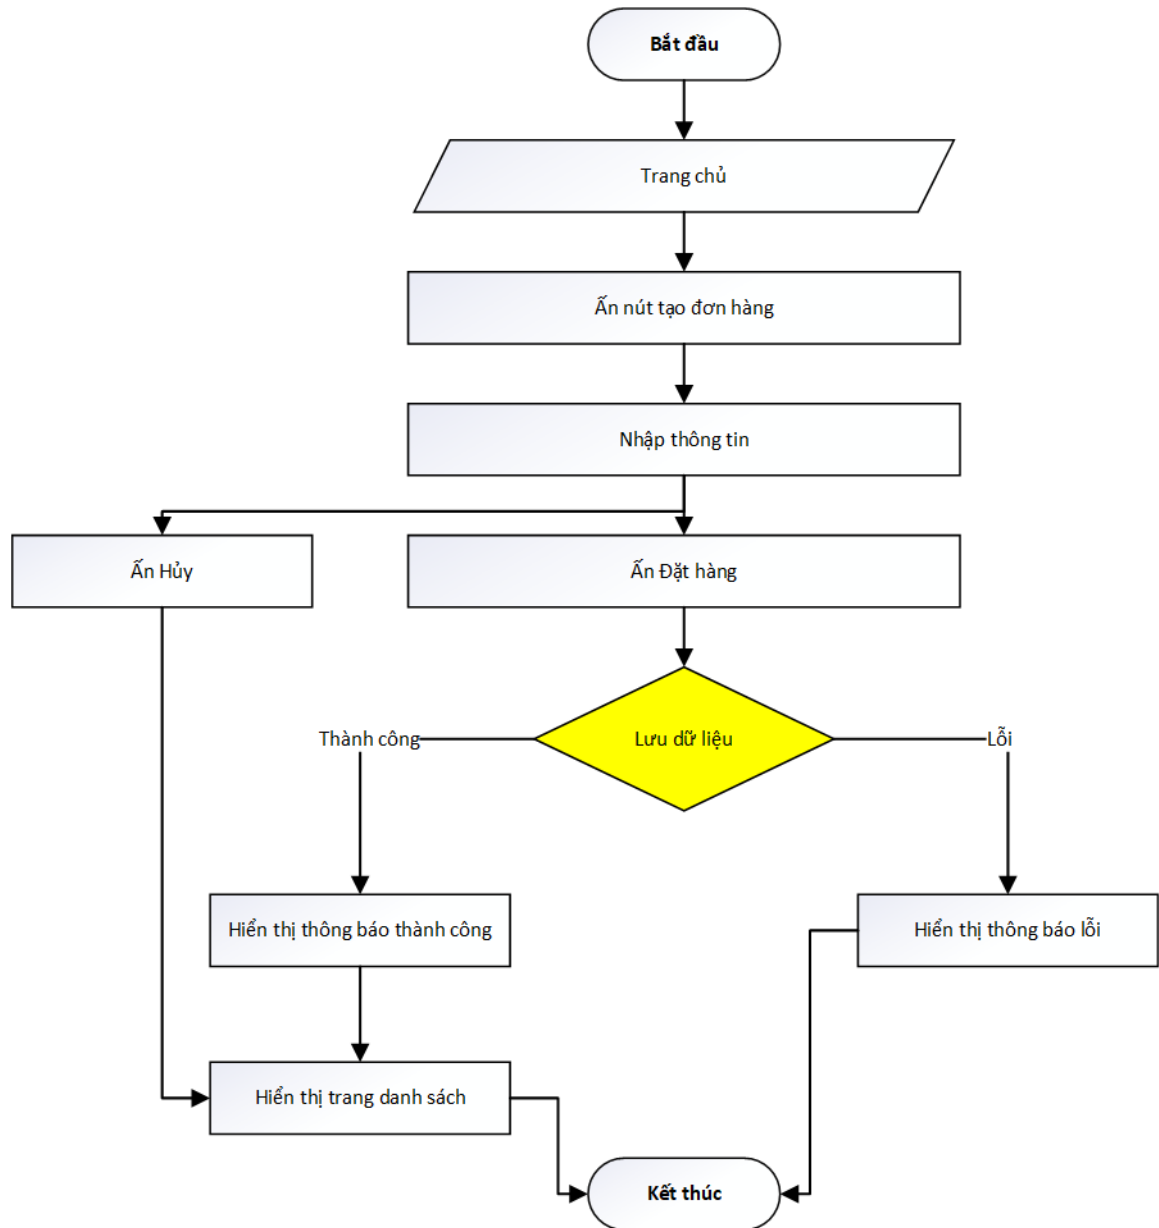 Bắt đầu
Trang chủ
Ấn nút tạo đơn hàng
Nhập thông tin
Ấn Hủy
Ấn Đặt hàng
Lưu dữ liệu
Thành công
Lỗi
Hiển thị thông báo thành công
Hiển thị thông báo lỗi
Hiển thị trang danh sách
Kết thúc